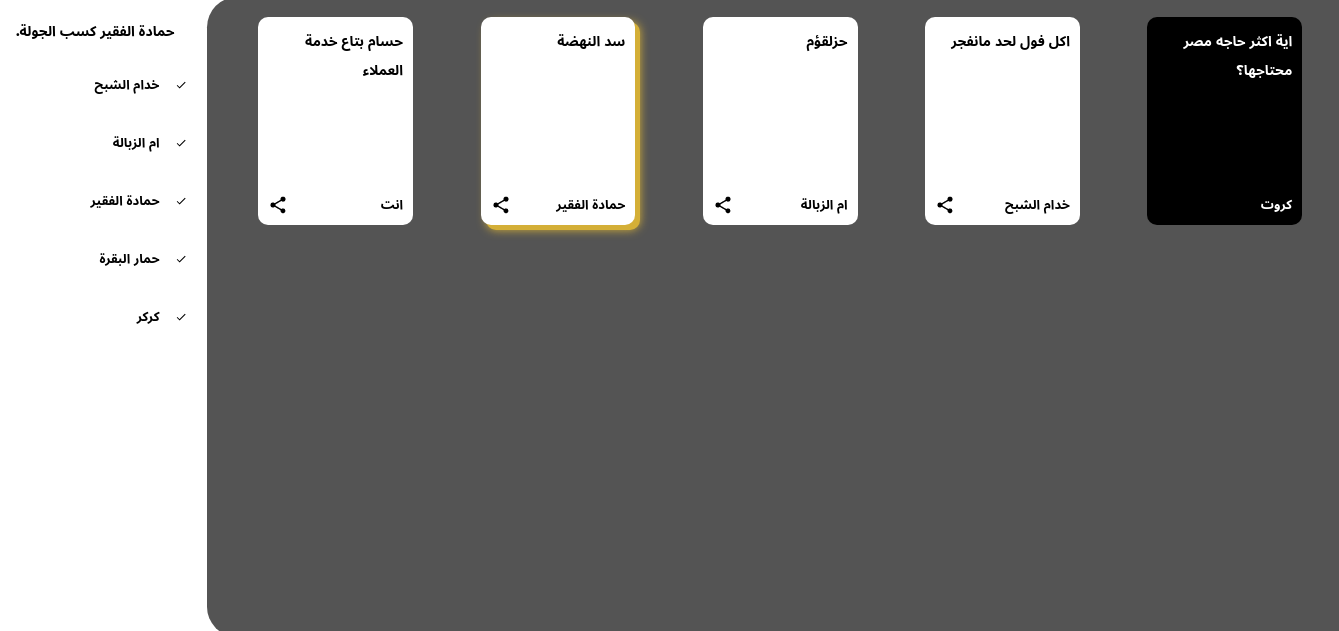 اية اكثر حاجه مصر
محتاجها؟
كروت
اكل فول لحد مانفجر
خدام الشبح
حزلقؤم
ام الزبالة
سد النهضة
حمادة الفقير
حسام بتاع خدمة
العملاء
انت
حمادة الفقير كسب الجولة.
خدام الشبح
ام الزبالة
حمادة الفقير
حمار البقرة
كركر